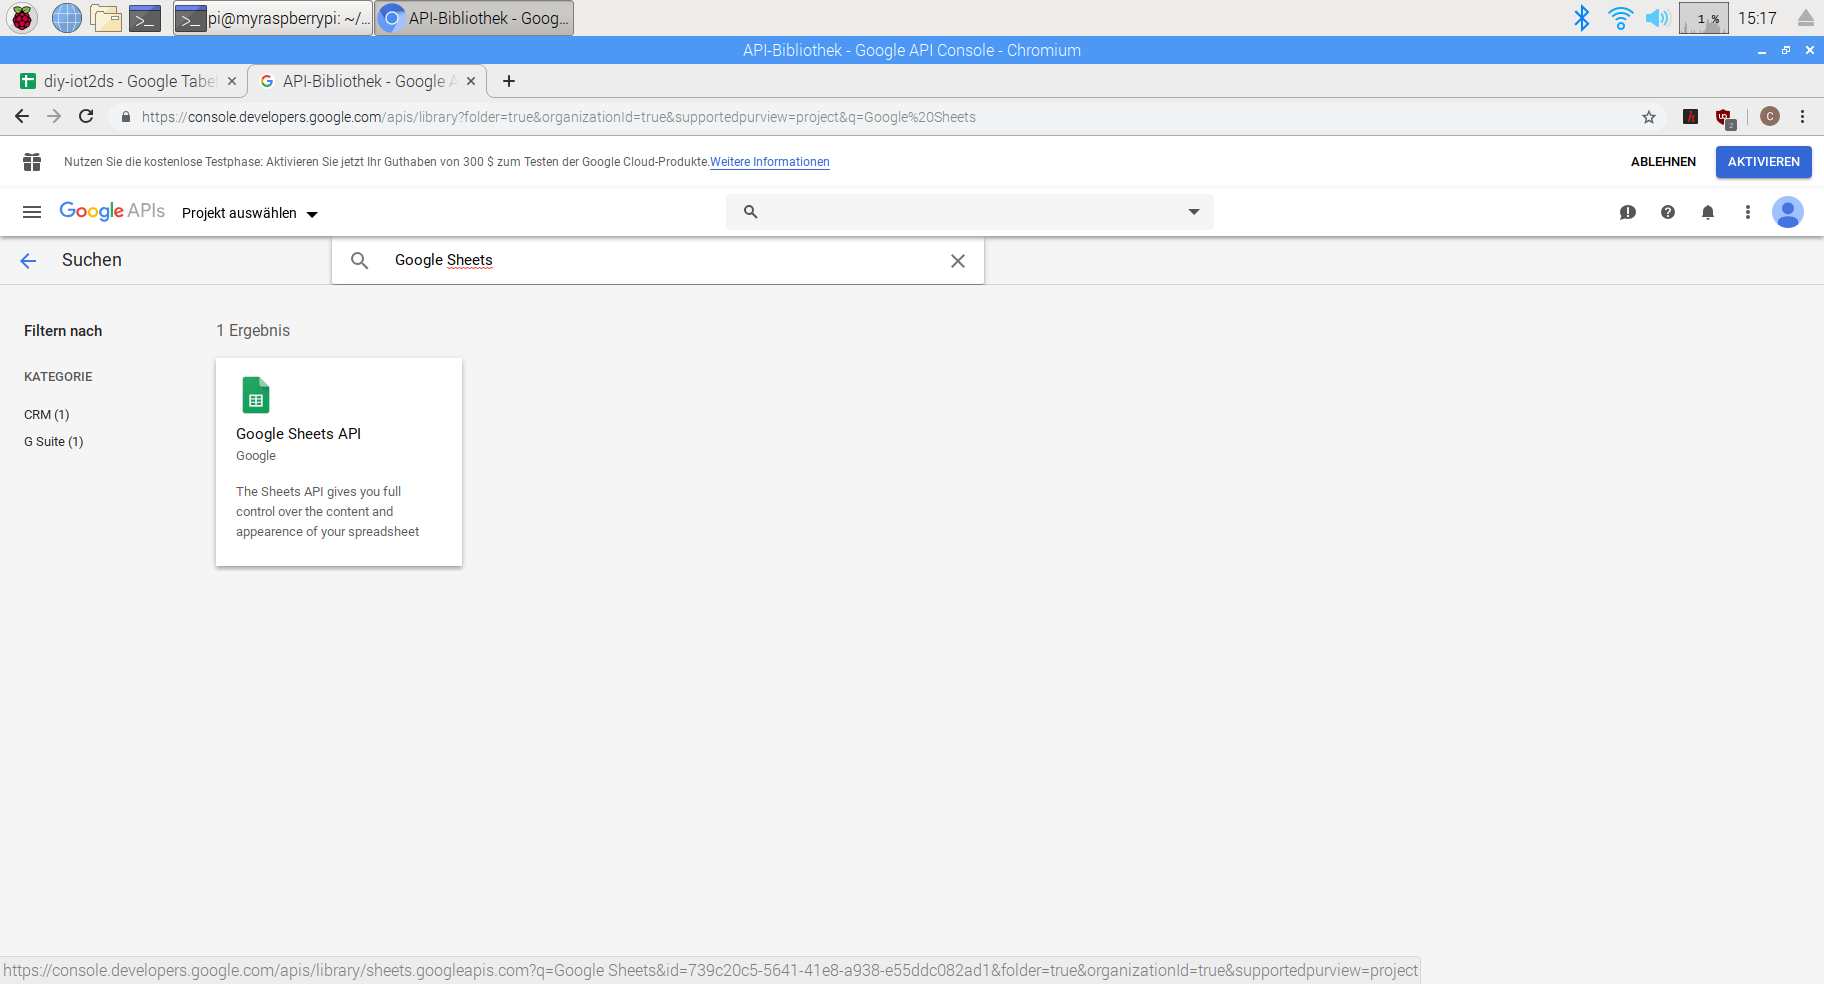 pi@myraspberrypi: ~/...
API-Bibliothek - Goog...
1 %
15:17
API-Bibliothek - Google API Console - Chromium
diy-iot2ds - Google Tabel
API-Bibliothek - Google A
https://console.developers.google.com/apis/library?folder=true&organizationId=true&supportedpurview=project&q=Google%20Sheets
2
C
Nutzen Sie die kostenlose Testphase: Aktivieren Sie jetzt Ihr Guthaben von 300 $ zum Testen der Google Cloud-Produkte.Weitere Informationen
ABLEHNEN
AKTIVIEREN
Google APIs
Projekt auswählen
Suchen
Google Sheets
Filtern nach
1 Ergebnis
KATEGORIE
CRM (1)
G Suite (1)
Google Sheets API
Google
The Sheets API gives you full
control over the content and
appearence of your spreadsheet
https://console.developers.google.com/apis/library/sheets.googleapis.com?q=Google Sheets&id=739c20c5-5641-41e8-a938-e55ddc082ad1&folder=true&organizationId=true&supportedpurview=project